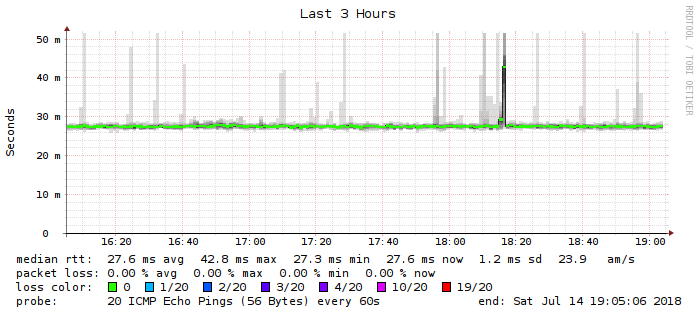 Last 3 Hours
RRDTOOL / TOBI OETIKER
Seconds
50 m
40 m
30 m
20 m
10 m
0
16:20 16:40 17:00 17:20 17:40 18:00 18:20 18:40 19:00
median rtt: 27.6 ms avg 42.8 ms max 27.3 ms min 27.6 ms now 1.2 ms sd 23.9 am/s
packet loss: 0.00 % avg 0.00 % max 0.00 % min 0.00 % now
loss color: 0 1/20 2/20 3/20 4/20 10/20 19/20
probe: 20 ICMP Echo Pings (56 Bytes) every 60s end: Sat Jul 14 19:05:06 2018